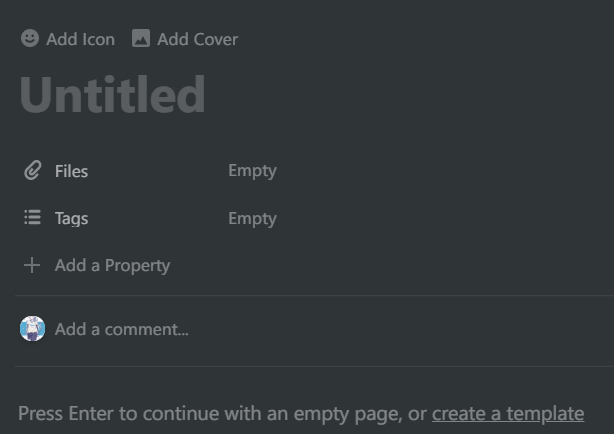 Add Icon Add Cover
Untitled
Files Empty
Tags Empty
Add a Property
Add a comment...
Press Enter to continue with an empty page, or create a template